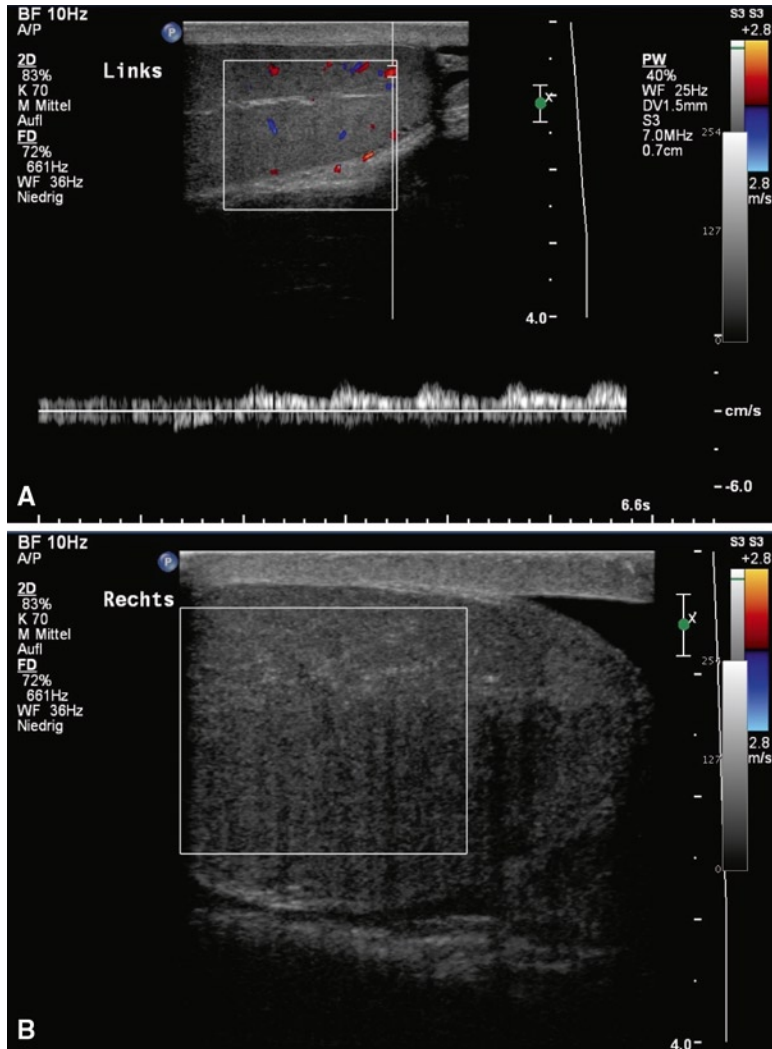 BF 10Hz
A/P
2D
83%
K 70
M Mittel
Aufl
FD
72%
661Hz
WF 36Hz
Niedrig
P
Links
X
4.0
PW
40%
WF 25Hz
DV1.5mm
S3
7.0MHz
0.7cm
S3 S3
+2.8
254
127
0
2.8
m/s
cm/s
-6.0
6.6s
A
BF 10Hz
A/P
2D
83%
K 70
M Mittel
Aufl
FD
72%
661Hz
WF 36Hz
Niedrig
P
Rechts
X
4.0
S3 S3
+2.8
254
127
0
2.8
m/s
B